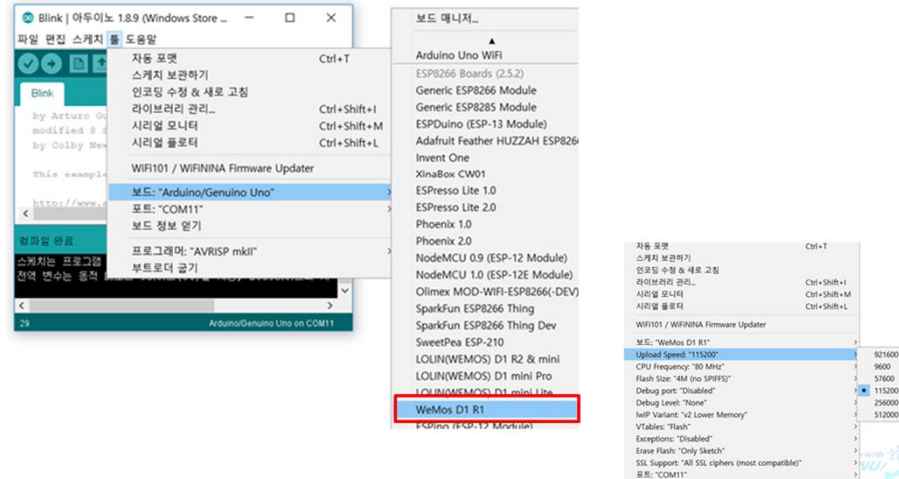 Blink | 아두이노 1.8.9 (Windows Store ...
파일 편집 스케치 툴 도움말
Blink
by Arturo Gu
modified 8
by Colby New
This example
http://www.
컴파일 완료.
스케치는 프로그램
전역 변수는 동적
29
Arduino/Genuino Uno on COM11
자동 포맷 Ctrl+T
스케치 보관하기
인코딩 수정 & 새로 고침
라이브러리 관리... Ctrl+Shift+I
시리얼 모니터 Ctrl+Shift+M
시리얼 플로터 Ctrl+Shift+L
WiFi101 / WiFiNINA Firmware Updater
보드: "Arduino/Genuino Uno"
포트: "COM11"
보드 정보 얻기
프로그래머: "AVRISP mkII"
부트로더 굽기
보드 매니저...
Arduino Uno WiFi
ESP8266 Boards (2.5.2)
Generic ESP8266 Module
Generic ESP8285 Module
ESPDuino (ESP-13 Module)
Adafruit Feather HUZZAH ESP826
Invent One
XinaBox CW01
ESPresso Lite 1.0
ESPresso Lite 2.0
Phoenix 1.0
Phoenix 2.0
NodeMCU 0.9 (ESP-12 Module)
NodeMCU 1.0 (ESP-12E Module)
Olimex MOD-WIFI-ESP8266(-DEV)
SparkFun ESP8266 Thing
SparkFun ESP8266 Thing Dev
SweetPea ESP-210
LOLIN(WEMOS) D1 R2 & mini
LOLIN(WEMOS) D1 mini Pro
LOLIN(WEMOS) D1 mini Lite
WeMos D1 R1
ESPino (ESP-12 Module)
자동 포맷 Ctrl+T
스케치 보관하기
인코딩 수정 & 새로 고침
라이브러리 관리... Ctrl+Shift+I
시리얼 모니터 Ctrl+Shift+M
시리얼 플로터 Ctrl+Shift+L
WiFi101 / WiFiNINA Firmware Updater
보드: "WeMos D1 R1"
Upload Speed: "115200"
CPU Frequency: "80 MHz"
Flash Size: "4M (no SPIFFS)"
Debug port: "Disabled"
Debug Level: "None"
lwIP Variant: "v2 Lower Memory"
VTables: "Flash"
Exceptions: "Disabled"
Erase Flash: "Only Sketch"
SSL Support: "All SSL ciphers (most compatible)"
포트: "COM11"
921600
9600
57600
115200
256000
512000